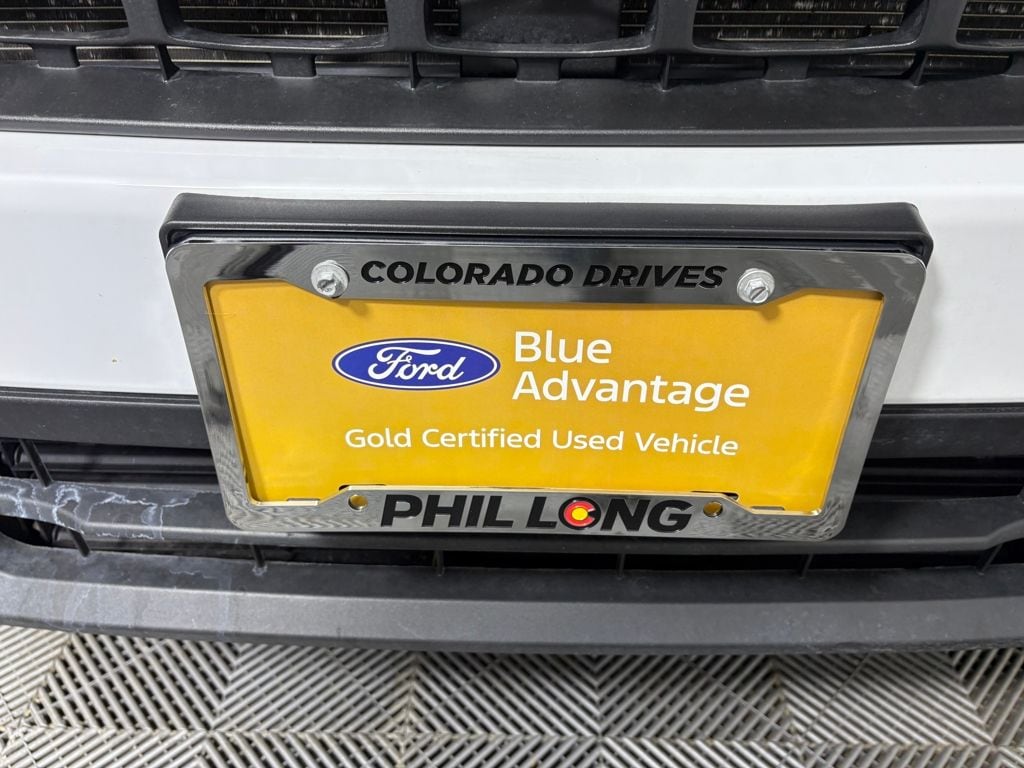 COLORADO DRIVES
Ford
Blue
Advantage
Gold Certified Used Vehicle
PHIL LONG